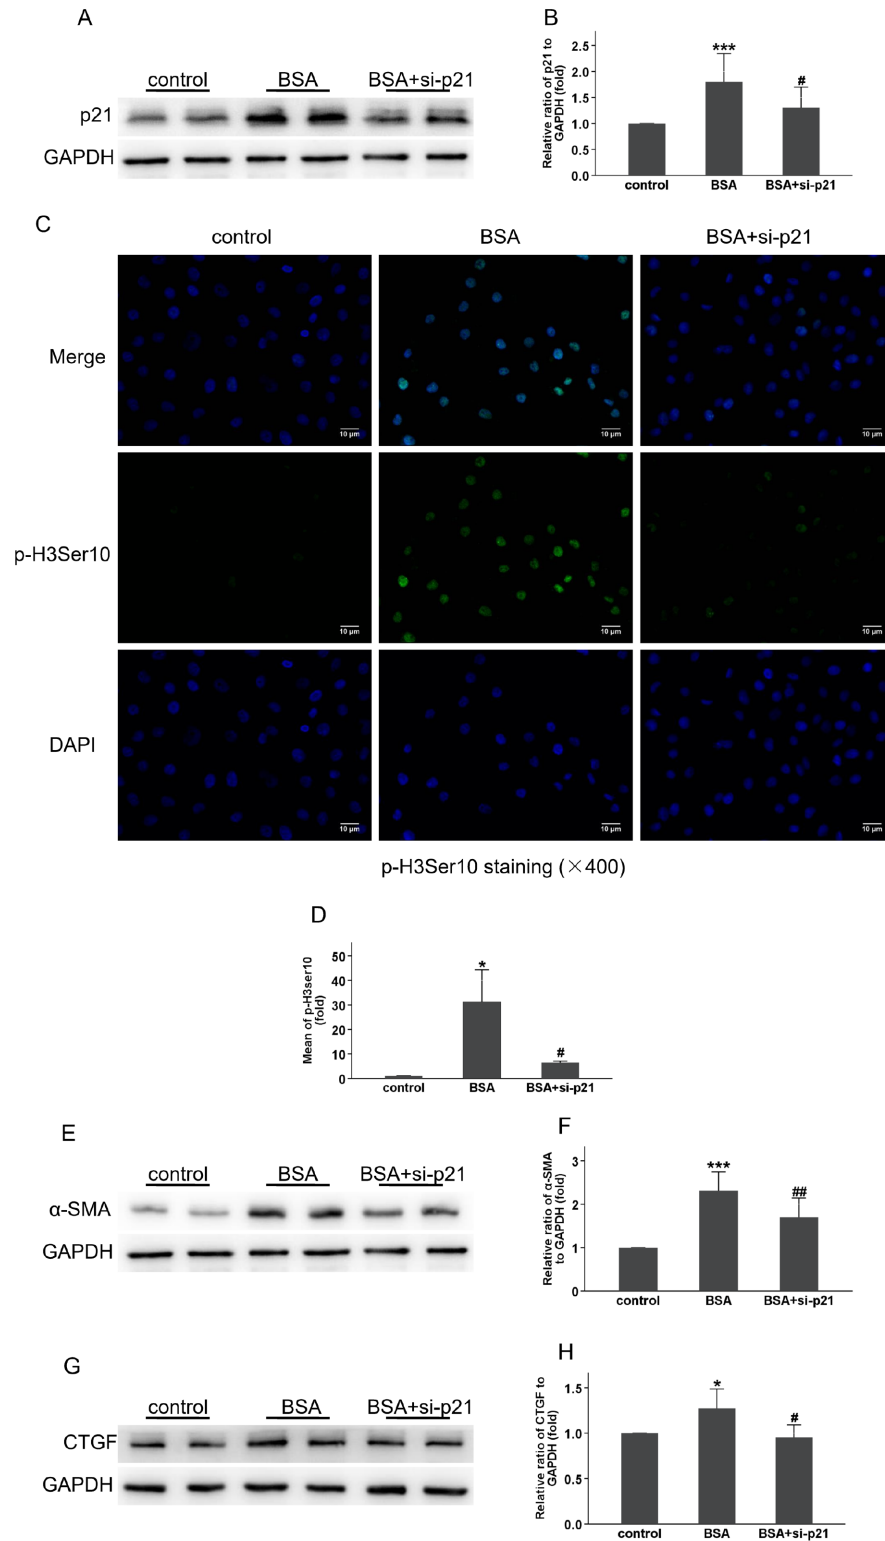 A
control BSA BSA+si-p21
p21
GAPDH
B
Relative ratio of p21 to
GAPDH (fold)
2.5
2.0
1.5
1.0
0.5
0.0
***
#
control BSA BSA+si-p21
C
control BSA BSA+si-p21
Merge
10 μm 10 μm 10 μm
p-H3Ser10
10 μm 10 μm 10 μm
DAPI
10 μm 10 μm 10 μm
p-H3Ser10 staining (×400)
D
Mean of p-H3ser10
(fold)
50
40
30
20
10
0
*
#
control BSA BSA+si-p21
E
control BSA BSA+si-p21
α-SMA
GAPDH
F
Relative ratio of α-SMA
to GAPDH (fold)
3
2
1
0
***
##
control BSA BSA+si-p21
G
control BSA BSA+si-p21
CTGF
GAPDH
H
Relative ratio of CTGF to
GAPDH (fold)
1.5
1.0
0.5
0.0
*
#
control BSA BSA+si-p21